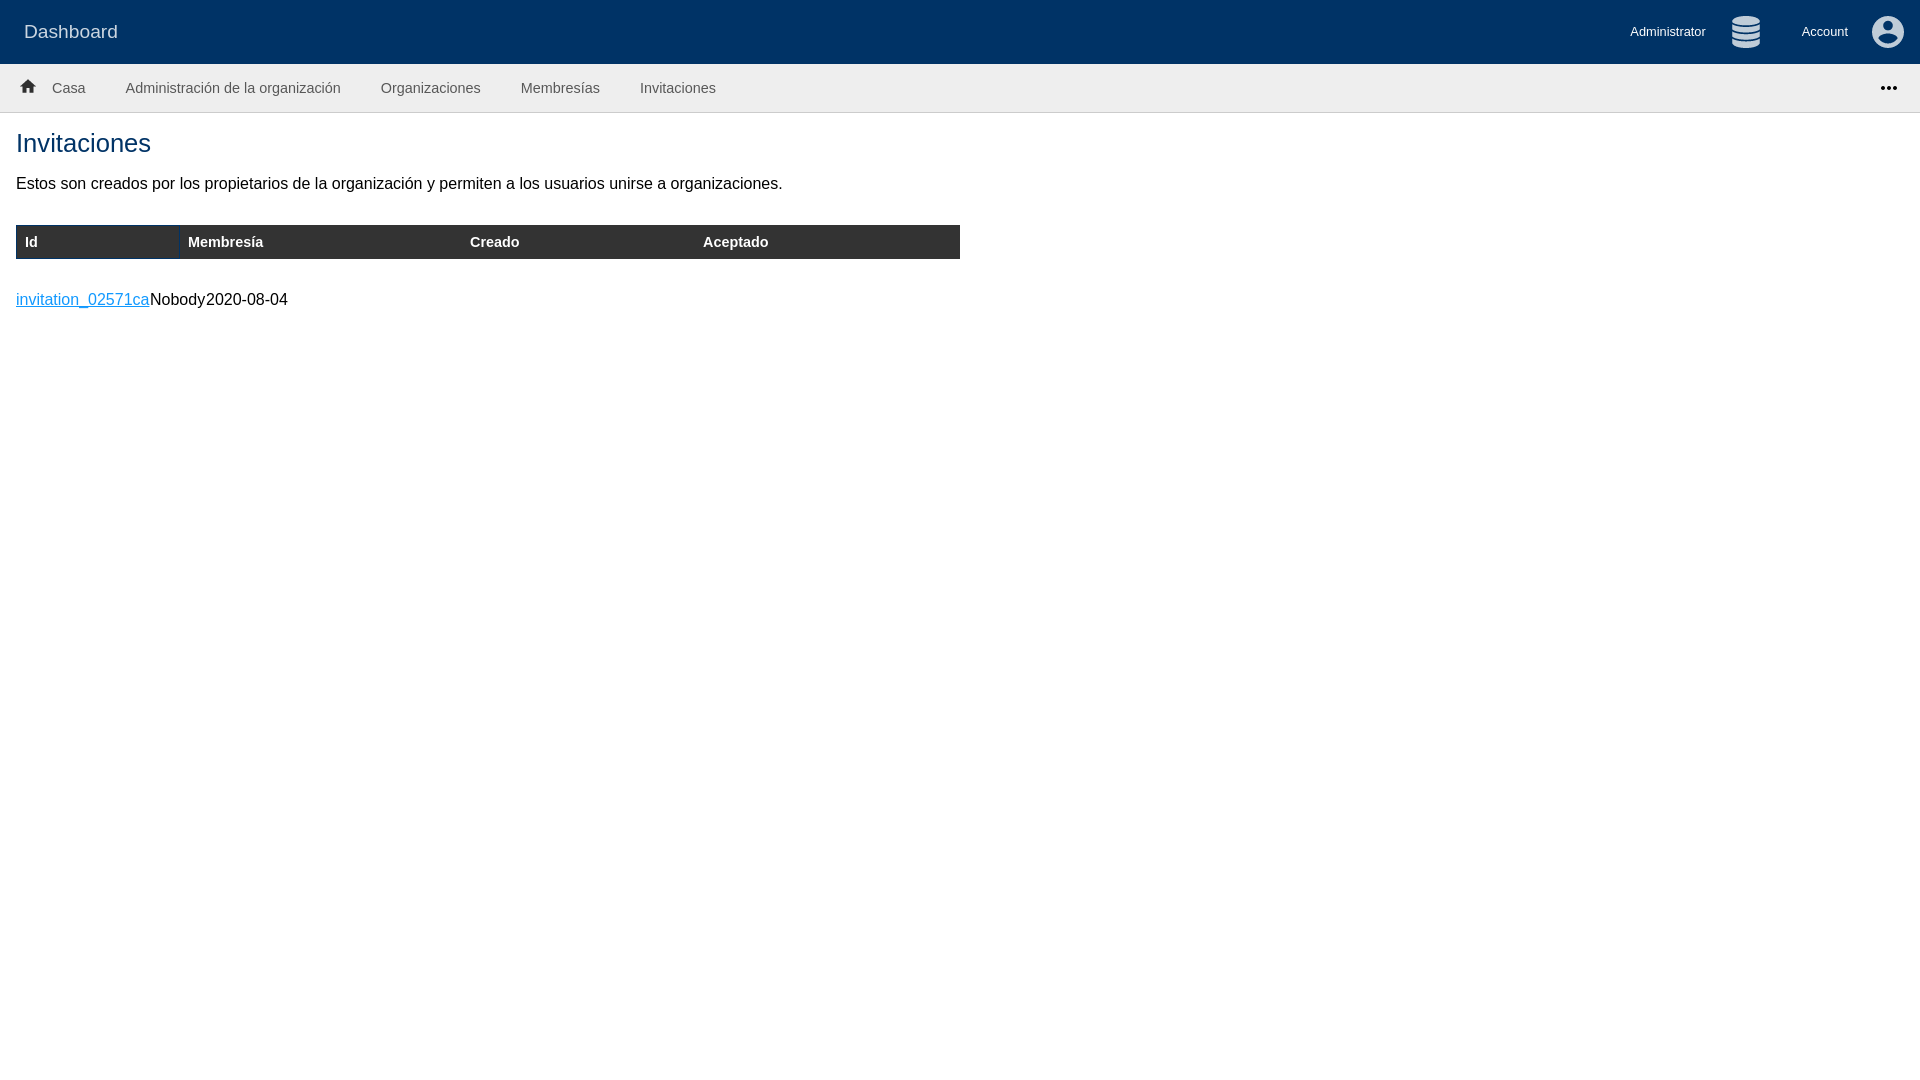 Dashboard Administrator Account
Casa Administración de la organización Organizaciones Membresías Invitaciones
Invitaciones
Estos son creados por los propietarios de la organización y permiten a los usuarios unirse a organizaciones.
Id Membresía Creado Aceptado
invitation_02571caNobody2020-08-04